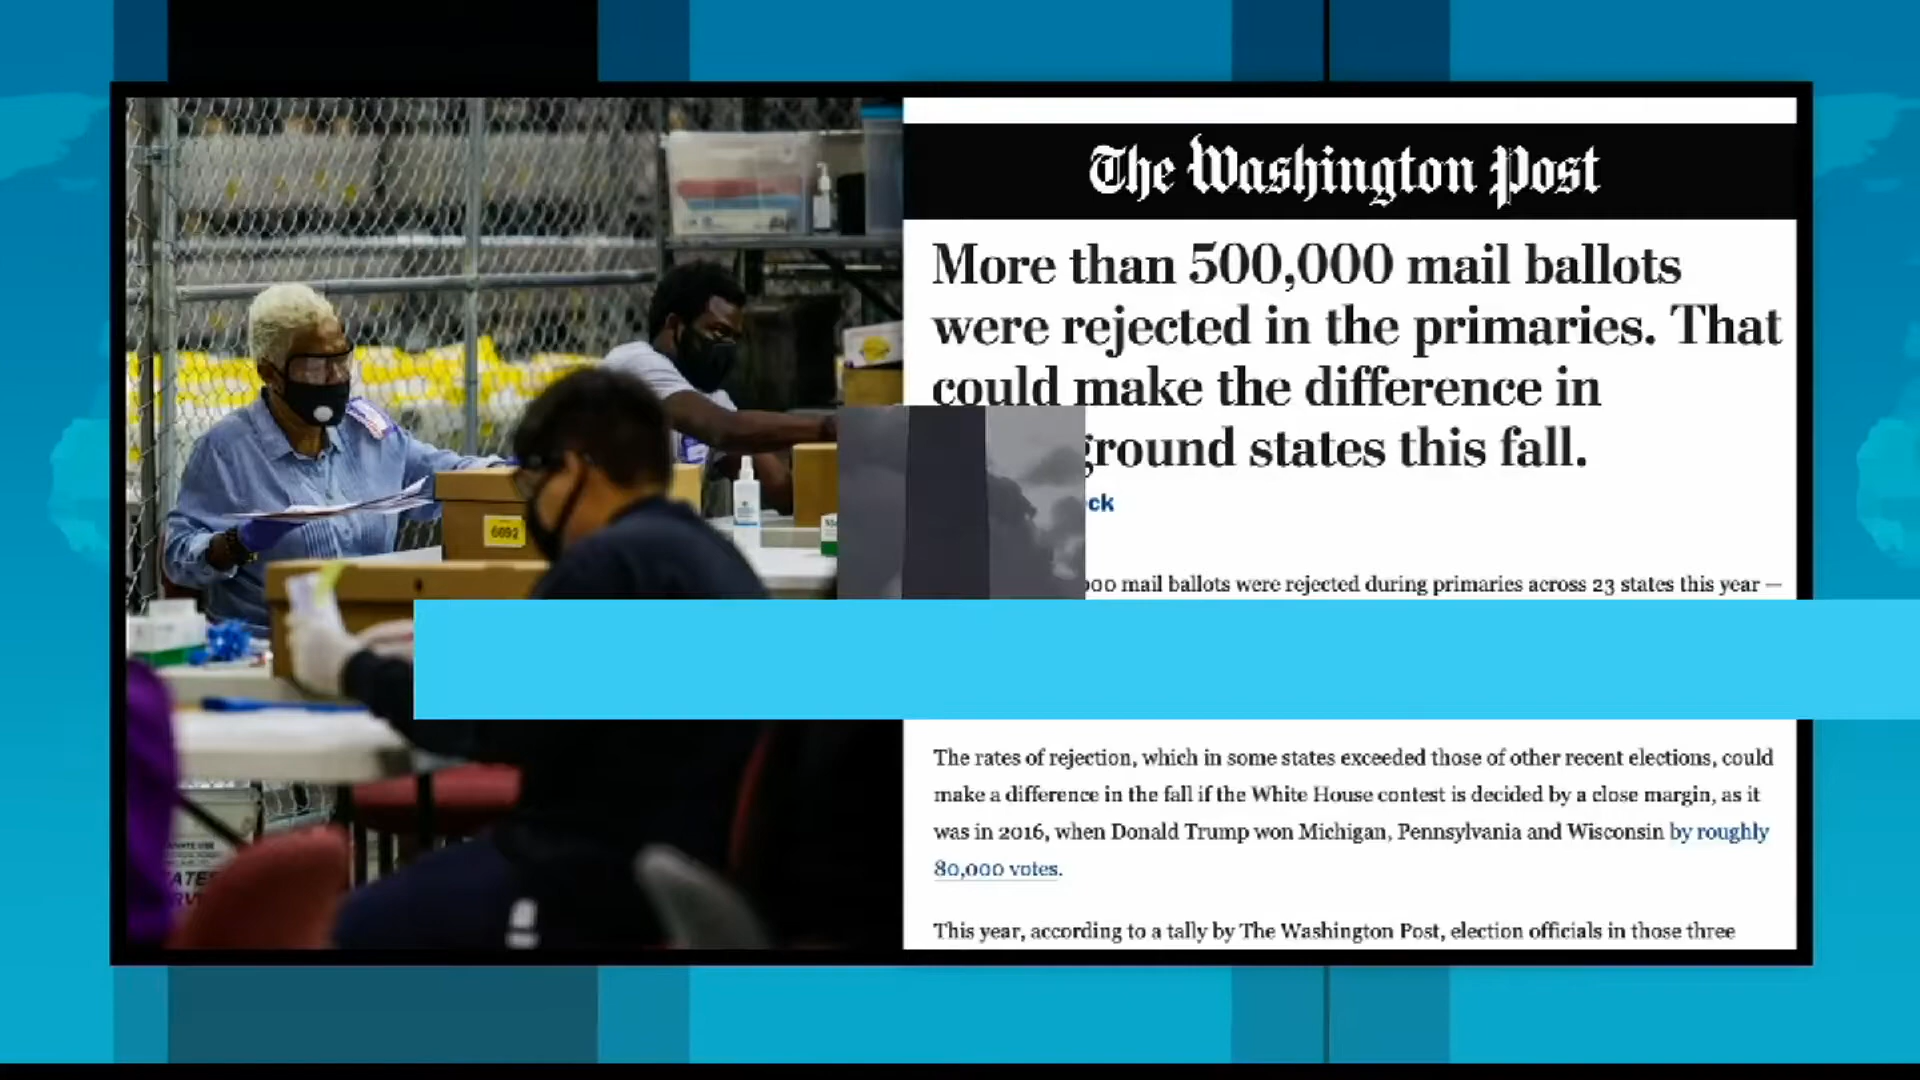 The Washington Post
More than 500,000 mail ballots
were rejected in the primaries. That
could make the difference in
ground states this fall.
ck
6692
000 mail ballots were rejected during primaries across 23 states this year —
The rates of rejection, which in some states exceeded those of other recent elections, could
make a difference in the fall if the White House contest is decided by a close margin, as it
was in 2016, when Donald Trump won Michigan, Pennsylvania and Wisconsin by roughly
80,000 votes.
This year, according to a tally by The Washington Post, election officials in those three